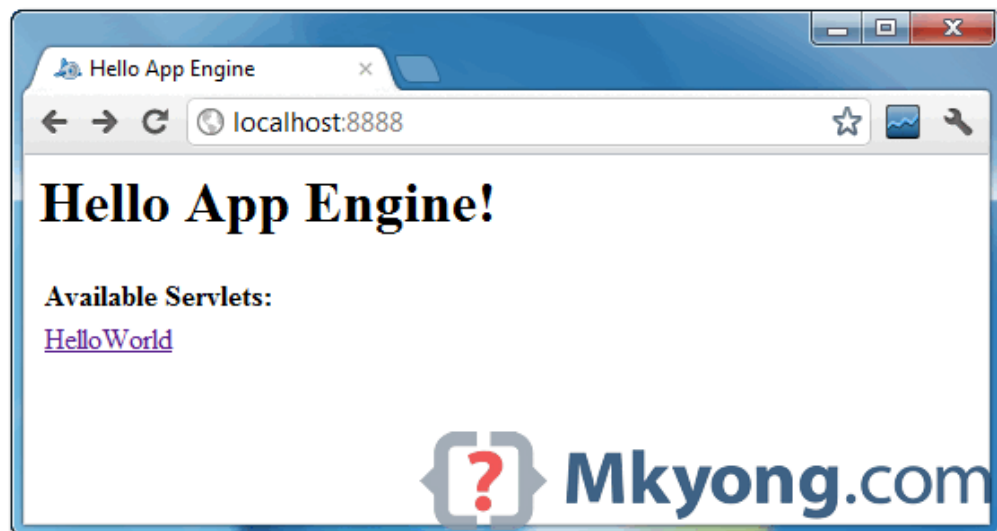 Hello App Engine
localhost:8888
Hello App Engine!
Available Servlets:
HelloWorld
? Mkyong.com